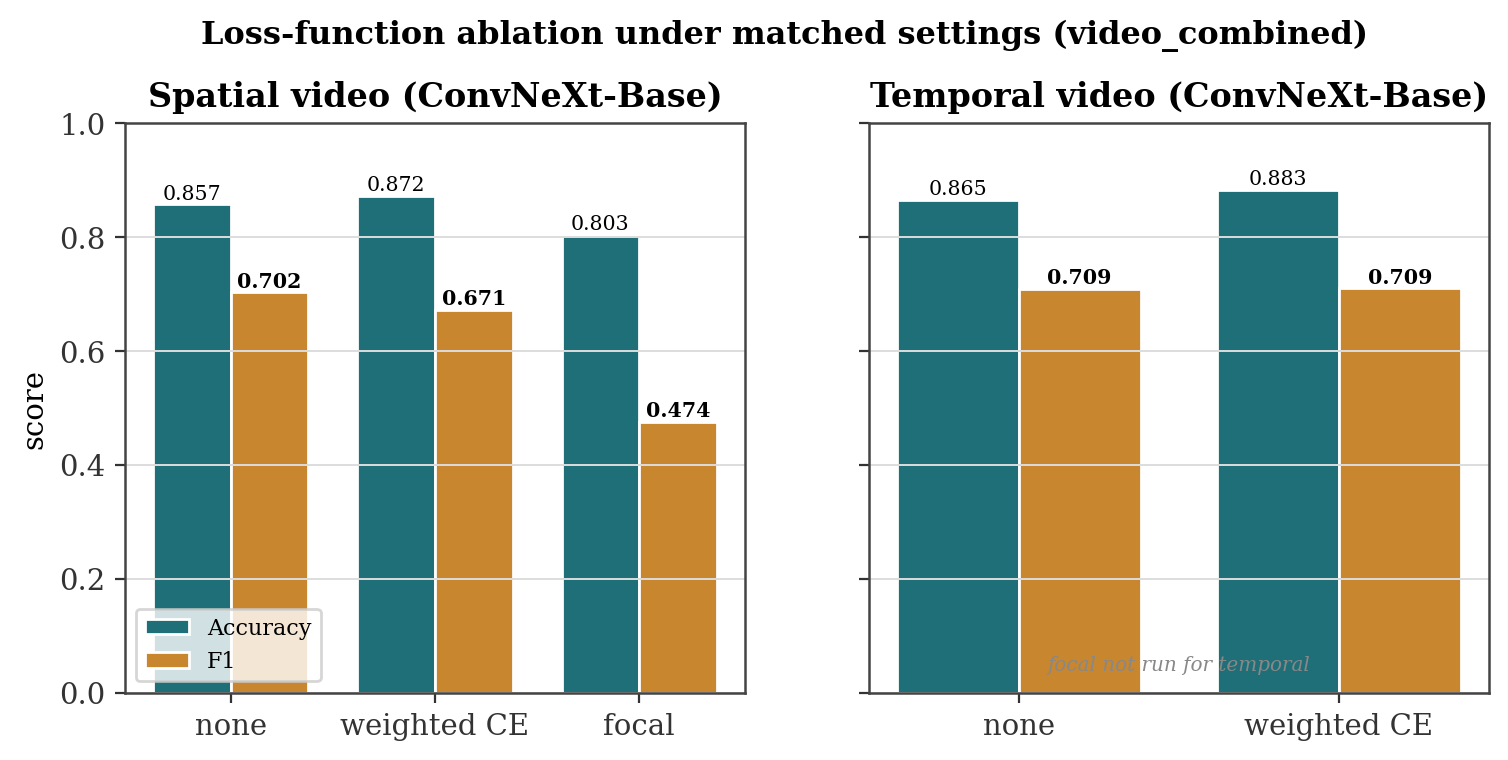 Loss-function ablation under matched settings (video_combined)
Spatial video (ConvNeXt-Base)
Temporal video (ConvNeXt-Base)
score
1.0
0.8
0.6
0.4
0.2
0.0
0.857
0.702
0.872
0.671
0.803
0.474
Accuracy
F1
none
weighted CE
focal
0.865
0.709
0.883
0.709
focal not run for temporal
none
weighted CE